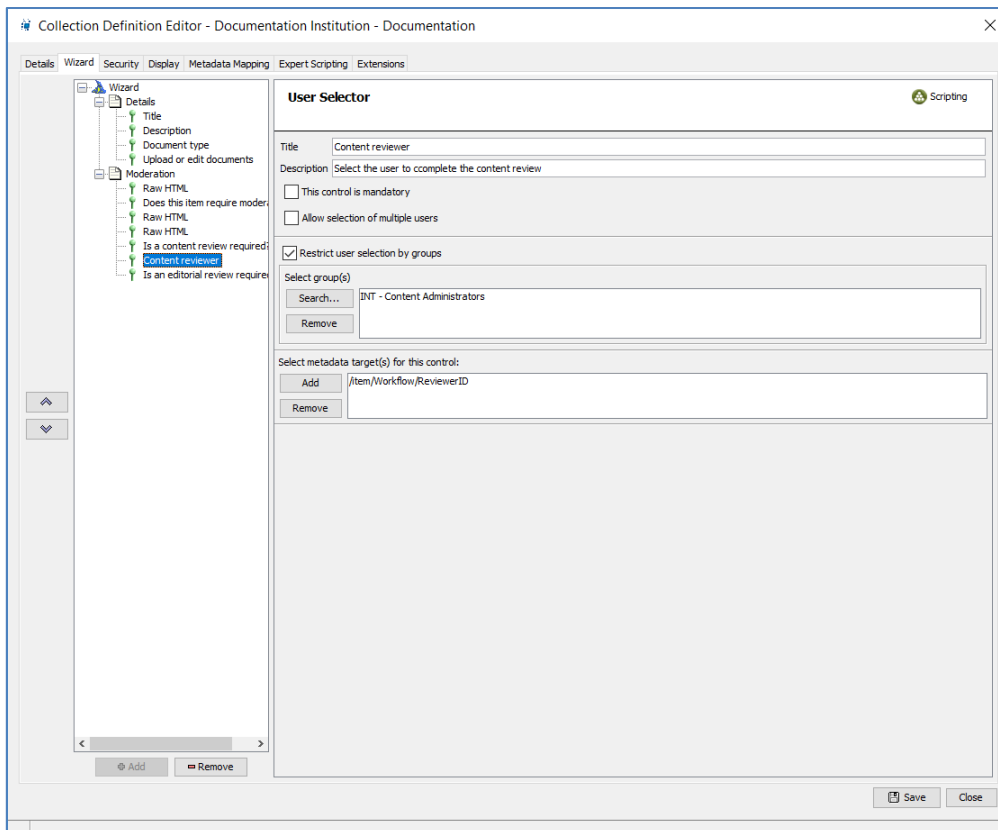 Collection Definition Editor - Documentation Institution - Documentation
Details Wizard Security Display Metadata Mapping Expert Scripting Extensions
Wizard
Details
Title
Description
Document type
Upload or edit documents
Moderation
Raw HTML
Does this item require modera
Raw HTML
Raw HTML
Is a content review required?
Content reviewer
Is an editorial review require
Add Remove
User Selector Scripting
Title Content reviewer
Description Select the user to ccomplete the content review
This control is mandatory
Allow selection of multiple users
Restrict user selection by groups
Select group(s)
Search... INT - Content Administrators
Remove
Select metadata target(s) for this control:
Add /item/Workflow/ReviewerID
Remove
Save Close